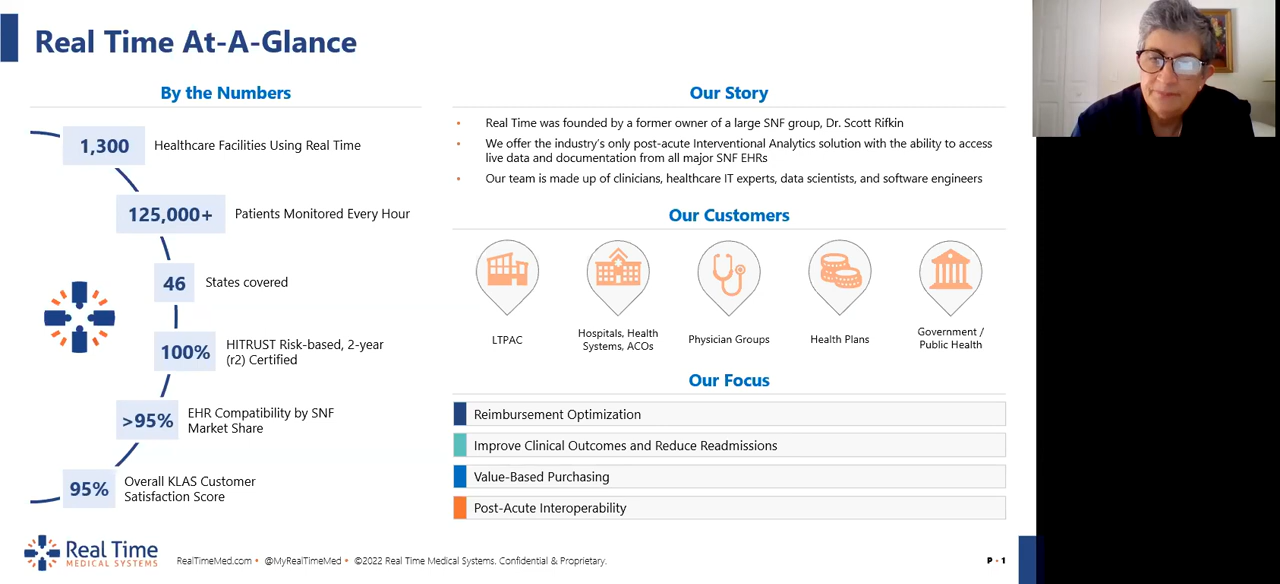 Real Time At-A-Glance
By the Numbers
1,300
Healthcare Facilities Using Real Time
125,000+
Patients Monitored Every Hour
46
States covered
100%
HITRUST Risk-based, 2-year
(r2) Certified
>95%
EHR Compatibility by SNF
Market Share
95%
Overall KLAS Customer
Satisfaction Score
Our Story
• Real Time was founded by a former owner of a large SNF group, Dr. Scott Rifkin
• We offer the industry's only post-acute Interventional Analytics solution with the ability to access
live data and documentation from all major SNF EHRs
• Our team is made up of clinicians, healthcare IT experts, data scientists, and software engineers
Our Customers
LTPAC
Hospitals, Health
Systems, ACOs
Physician Groups
Health Plans
Government /
Public Health
Our Focus
Reimbursement Optimization
Improve Clinical Outcomes and Reduce Readmissions
Value-Based Purchasing
Post-Acute Interoperability
Real Time
MEDICAL SYSTEMS
RealTimeMed.com • @MyRealTimeMed • ©2022 Real Time Medical Systems. Confidential & Proprietary.
P - 1